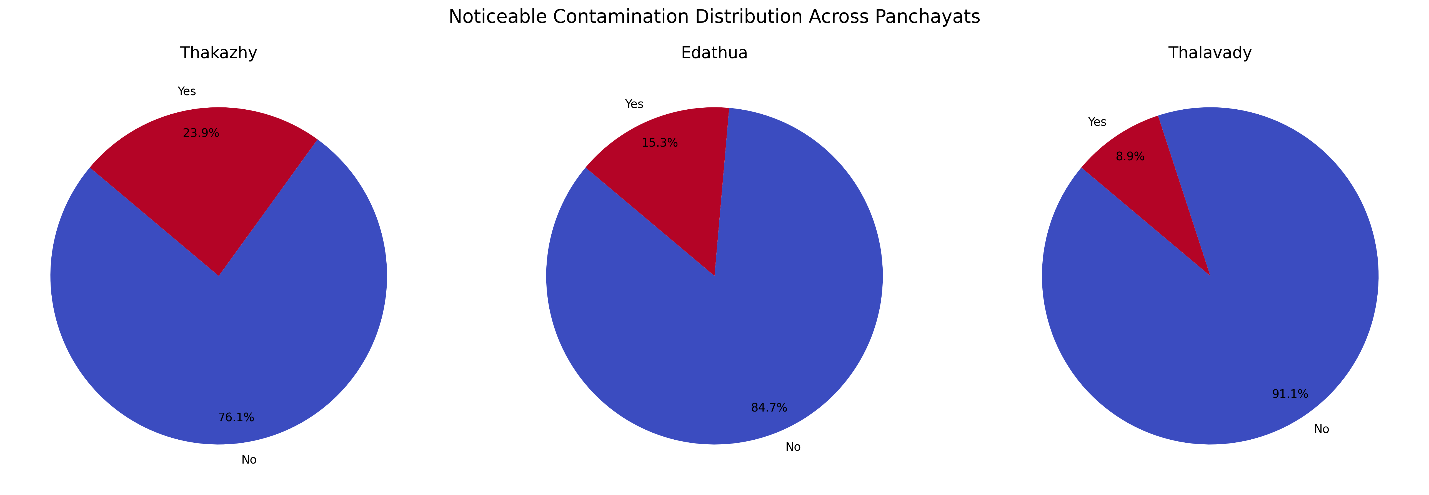 Noticeable Contamination Distribution Across Panchayats
Thakazhy
Yes
23.9%
76.1%
No
Edathua
Yes
15.3%
84.7%
No
Thalavady
Yes
8.9%
91.1%
No